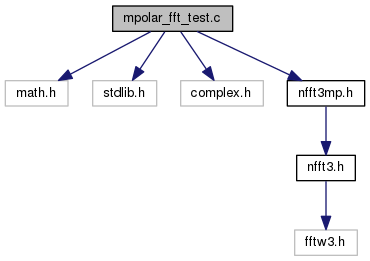 mpolar_fft_test.c
math.h
stdlib.h
complex.h
nfft3mp.h
nfft3.h
fftw3.h